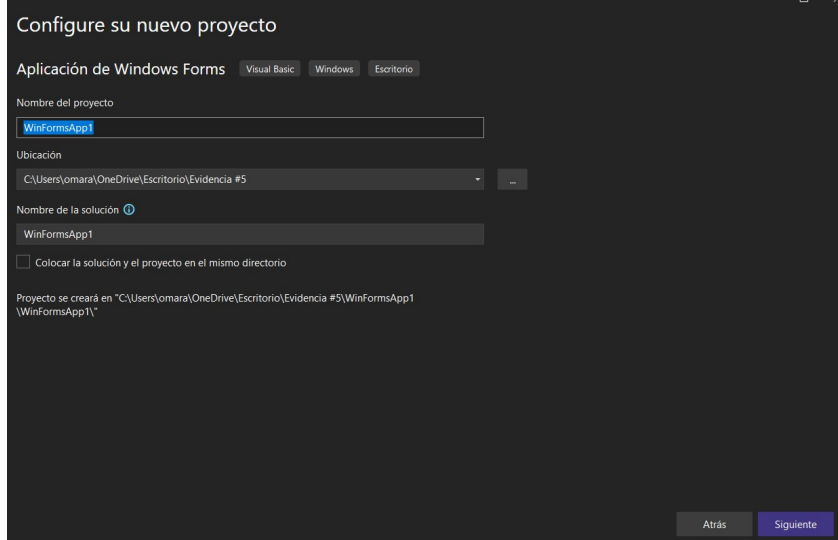 Configure su nuevo proyecto
Aplicación de Windows Forms Visual Basic Windows Escritorio
Nombre del proyecto
WinFormsApp1
Ubicación
C:\Users\omara\OneDrive\Escritorio\Evidencia #5
...
Nombre de la solución
WinFormsApp1
Colocar la solución y el proyecto en el mismo directorio
Proyecto se creará en "C:\Users\omara\OneDrive\Escritorio\Evidencia #5\WinFormsApp1
\WinFormsApp1\"
Atrás Siguiente